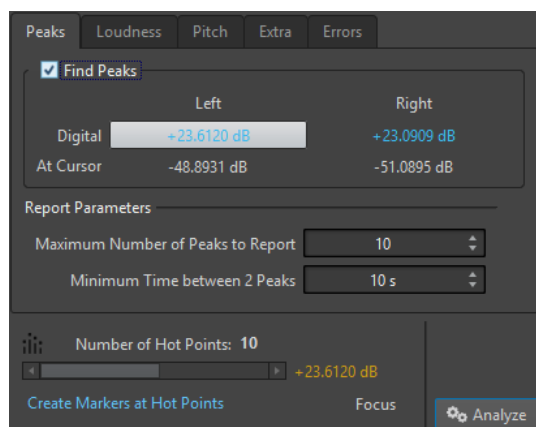 Peaks Loudness Pitch Extra Errors
Find Peaks
Left Right
Digital +23.6120 dB +23.0909 dB
At Cursor -48.8931 dB -51.0895 dB
Report Parameters
Maximum Number of Peaks to Report 10
Minimum Time between 2 Peaks 10 s
Number of Hot Points: 10
+23.6120 dB
Create Markers at Hot Points Focus
Analyze